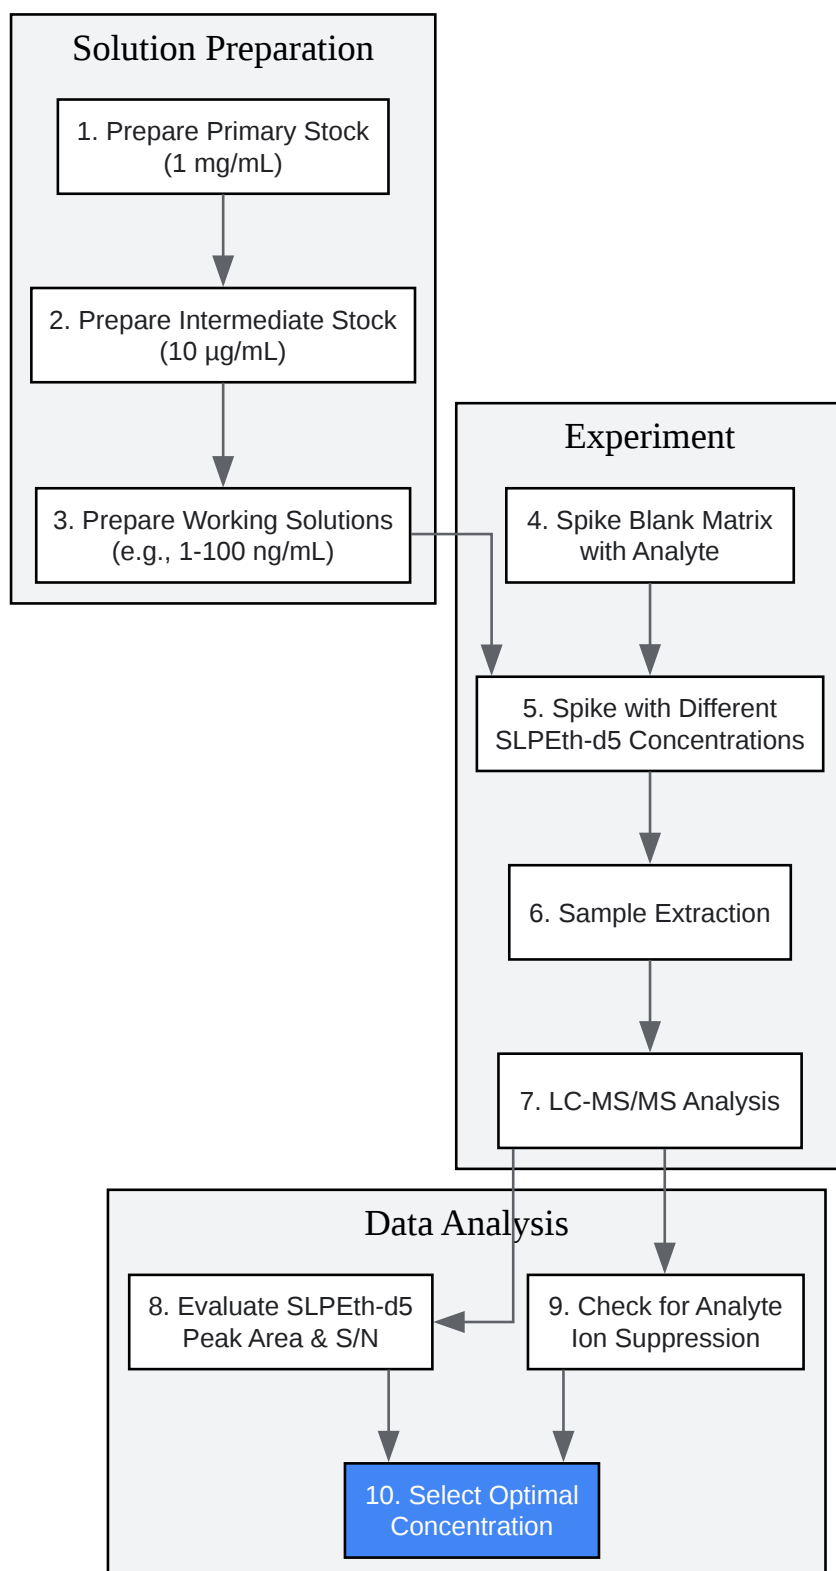 Solution Preparation
1. Prepare Primary Stock
(1 mg/mL)
2. Prepare Intermediate Stock
(10 µg/mL)
3. Prepare Working Solutions
(e.g., 1-100 ng/mL)
Experiment
4. Spike Blank Matrix
with Analyte
5. Spike with Different
SLPEth-d5 Concentrations
6. Sample Extraction
7. LC-MS/MS Analysis
Data Analysis
8. Evaluate SLPEth-d5
Peak Area & S/N
9. Check for Analyte
Ion Suppression
10. Select Optimal
Concentration